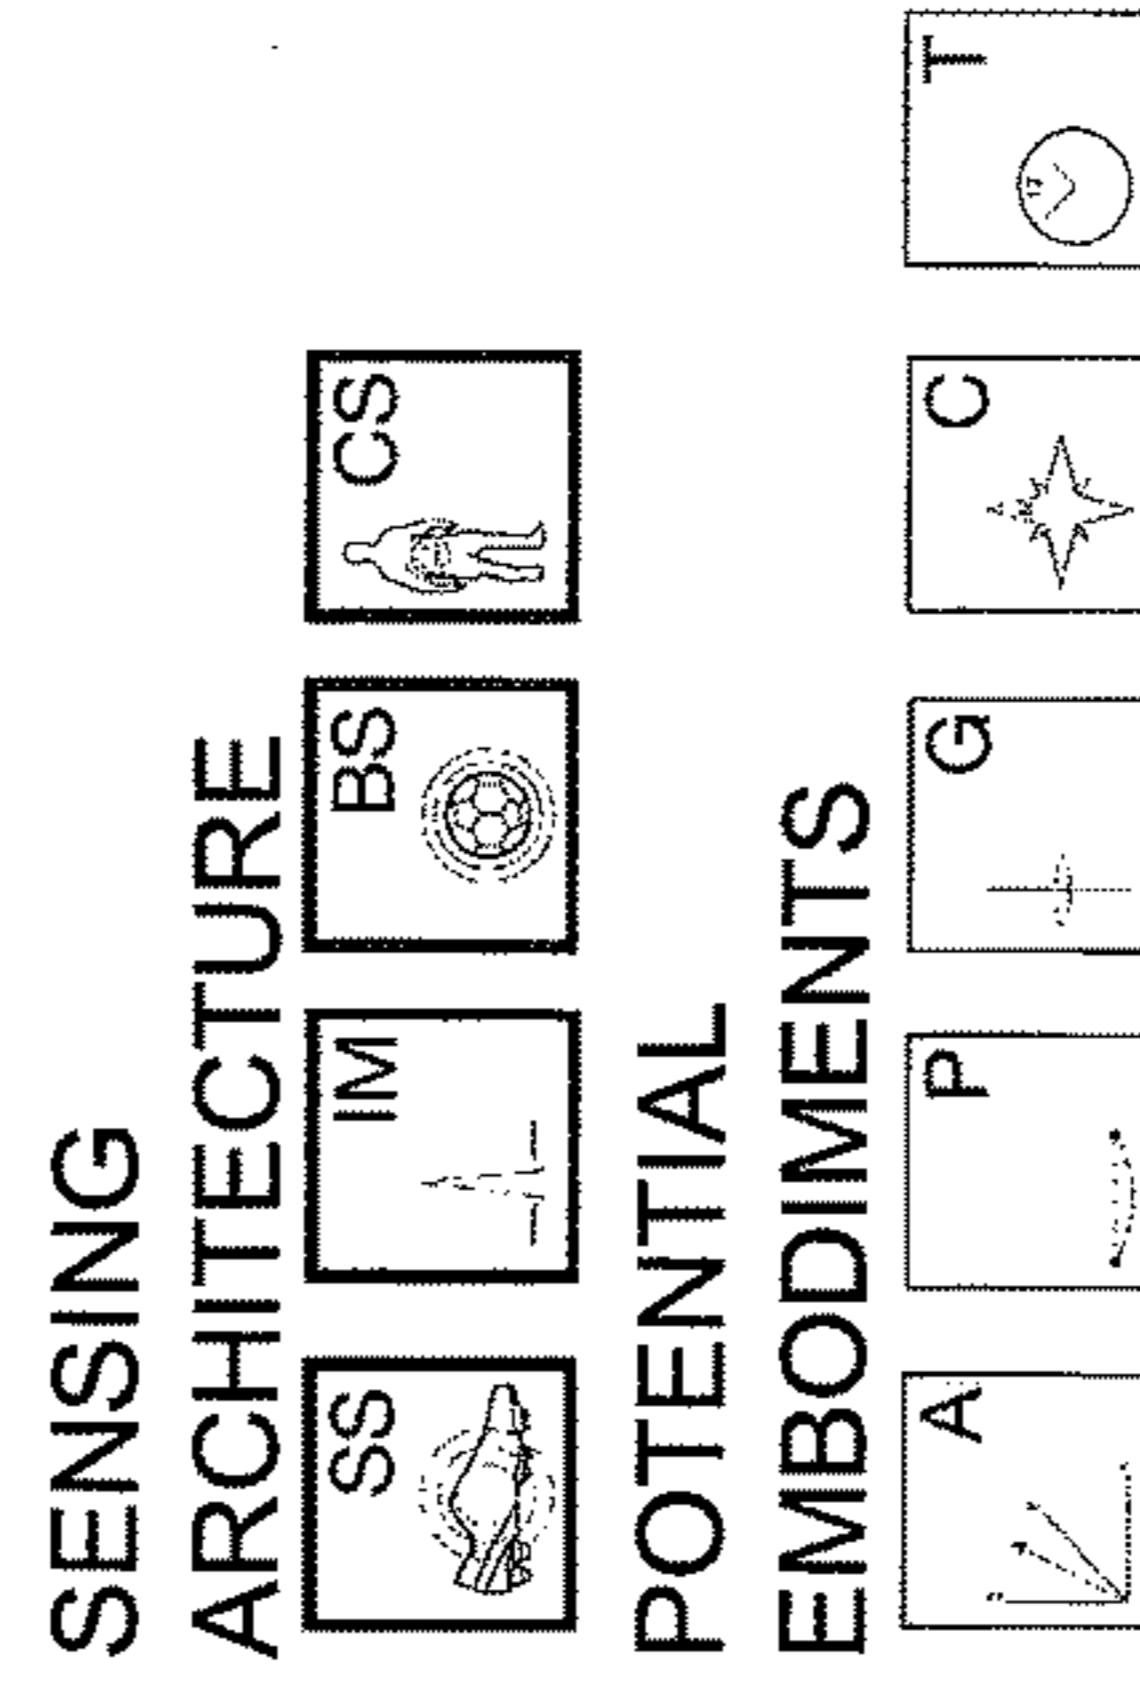 SENSING
ARCHITECTURE
SS IM BS CS
POTENTIAL
EMBODIMENTS
A P G C T